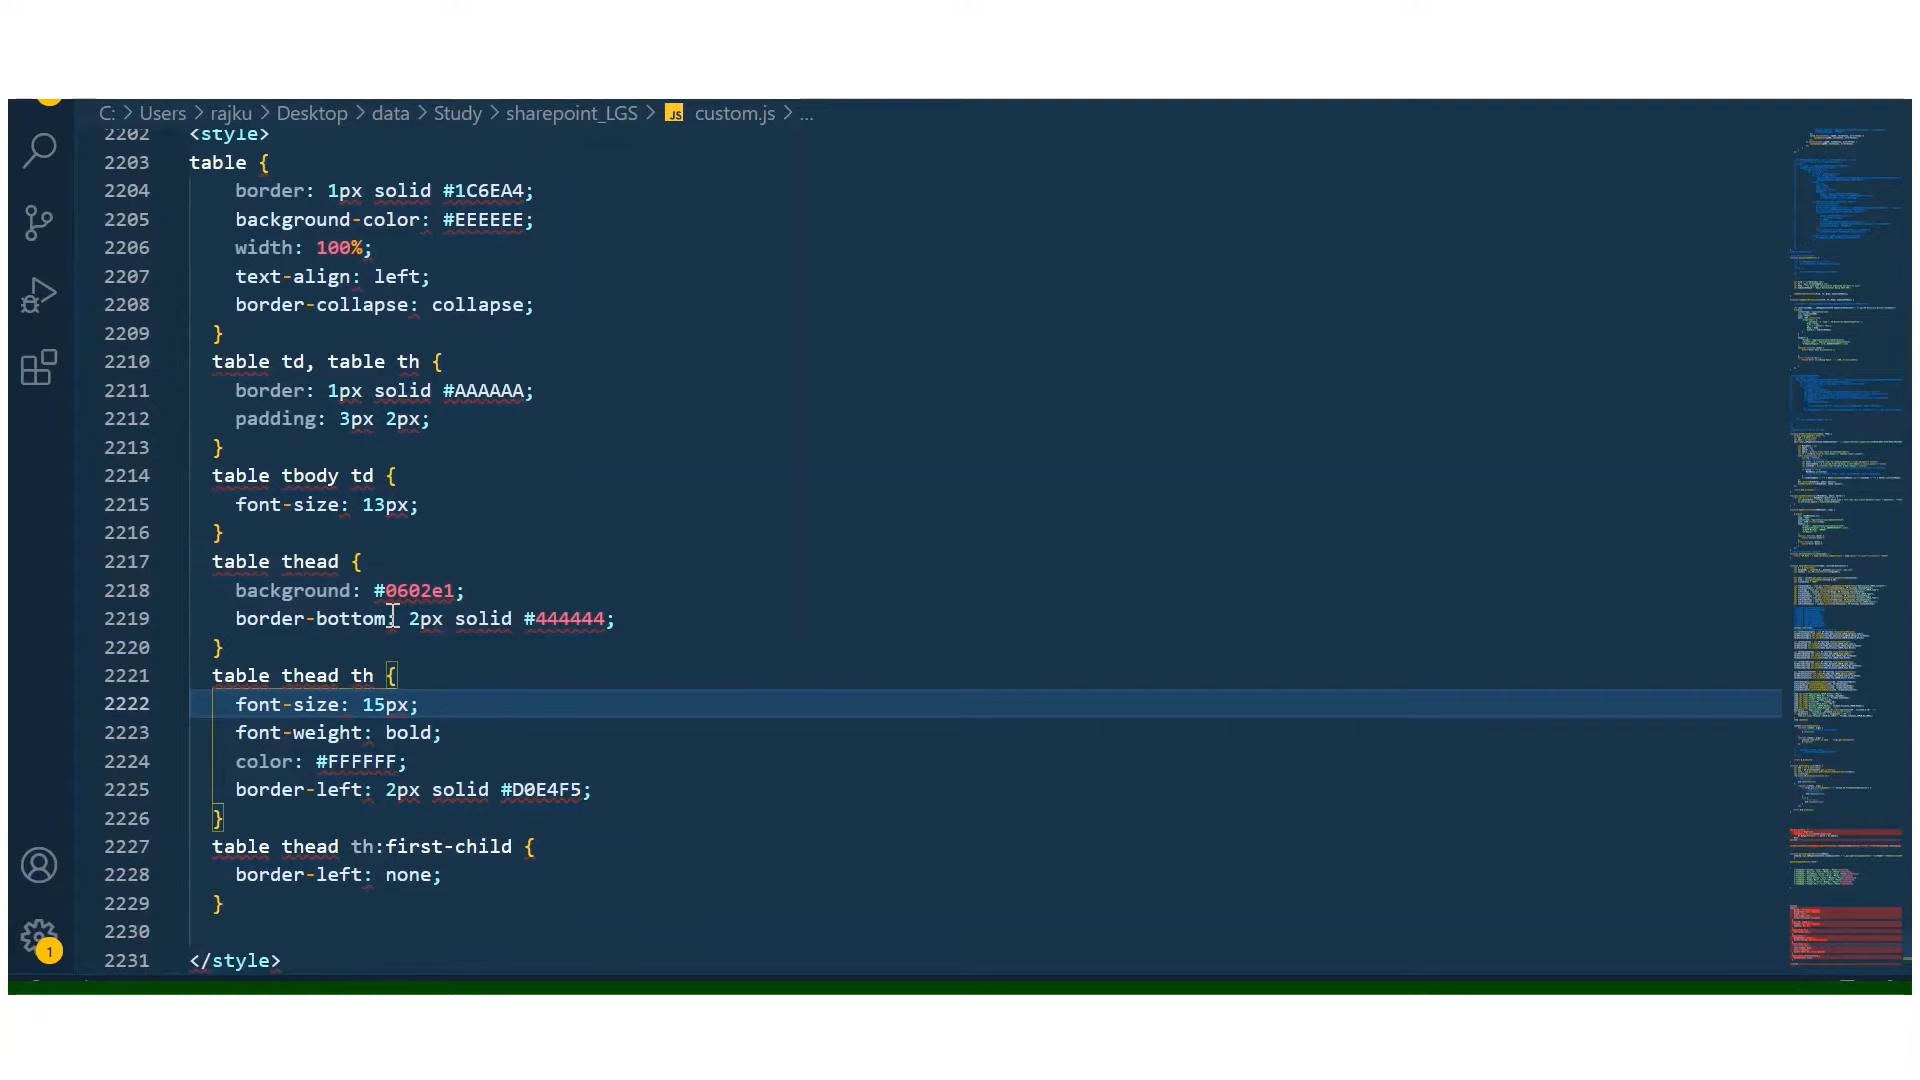 C: > Users > rajku > Desktop > data > Study > sharepoint_LGS > JS custom.js > ...
2202 <style>
2203 table {
2204 border: 1px solid #1C6EA4;
2205 background-color: #EEEEEE;
2206 width: 100%;
2207 text-align: left;
2208 border-collapse: collapse;
2209 }
2210 table td, table th {
2211 border: 1px solid #AAAAAA;
2212 padding: 3px 2px;
2213 }
2214 table tbody td {
2215 font-size: 13px;
2216 }
2217 table thead {
2218 background: #0602e1;
2219 border-bottom: 2px solid #444444;
2220 }
2221 table thead th {
2222 font-size: 15px;
2223 font-weight: bold;
2224 color: #FFFFFF;
2225 border-left: 2px solid #D0E4F5;
2226 }
2227 table thead th:first-child {
2228 border-left: none;
2229 }
2230
1
2231 </style>